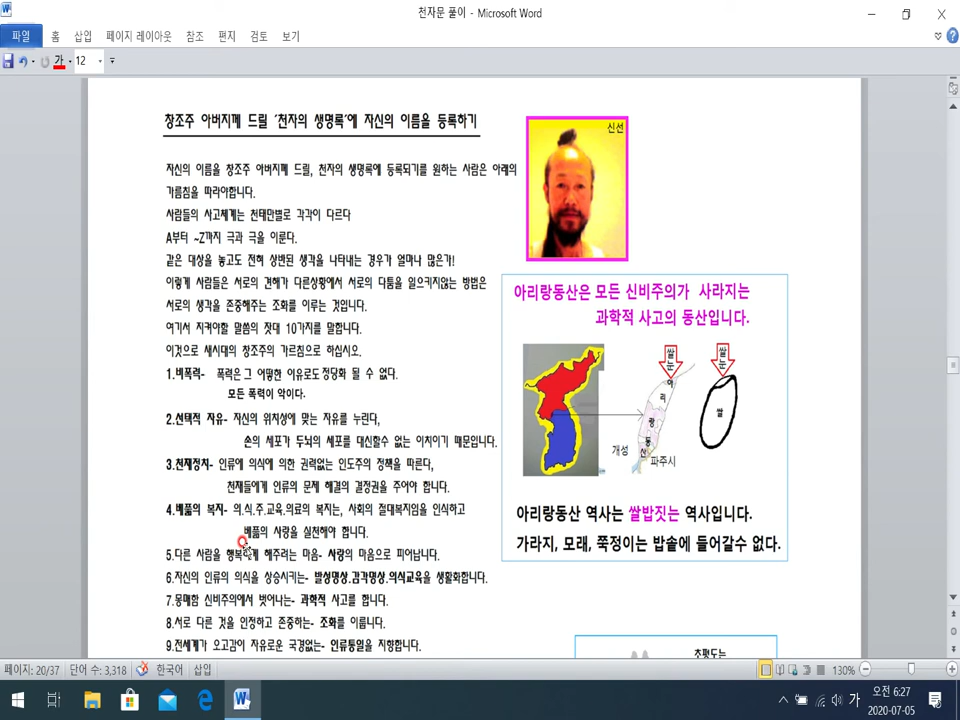 천자문 풀이 - Microsoft Word
파일 홈 삽입 페이지 레이아웃 참조 편지 검토 보기
가 12
창조주 아버지께 드릴 '천자의 생명록'에 자신의 이름을 등록하기
자신의 이름을 창조주 아버지께 드릴, 천자의 생명록에 등록되기를 원하는 사람은 아래의
가름침을 따라야합니다.
사람들의 사고체계는 천태만별로 각각이 다르다
A부터 ~Z까지 극과 극을 이룬다.
같은 대상을 놓고도 전혀 상반된 생각을 나타내는 경우가 얼마나 많은가!
이렇게 사람들은 서로의 견해가 다른상황에서 서로의 다툼을 일으키지않는 방법은
서로의 생각을 존중해주는 조화를 이루는 것입니다.
여기서 지켜야할 말씀의 잣대 10가지를 말합니다.
이것으로 새시대의 창조주의 가르침으로 하십시오.
1.비폭력- 폭력은 그 어떠한 이유로도 정당화 될 수 없다.
모든 폭력이 악이다.
2.선택적 자유- 자신의 위치성에 맞는 자유를 누린다,
손의 세포가 두뇌의 세포를 대신할수 없는 이치이기 때문입니다.
3.천재정치- 인류에 의식에 의한 권력없는 인도주의 정책을 따른다,
천재들에게 인류의 문제 해결의 결정권을 주어야 합니다.
4.베품의 복지- 의.식.주.교육.의료의 복지는, 사회의 절대복지임을 인식하고
베품의 사랑을 실천해야 합니다.
5.다른 사람을 행복하게 해주려는 마음- 사랑의 마음으로 피어납니다.
6.자신의 인류의 의식을 상승시키는- 발성명상.감각명상.의식교육을 생활화합니다.
7.몽매함 신비주의에서 벗어나는- 과학적 사고를 합니다.
8.서로 다른 것을 인정하고 존중하는- 조화를 이룹니다.
9.전세계가 오고감이 자유로운 국경없는- 인류통일을 지향합니다.
신선
아리랑동산은 모든 신비주의가 사라지는
과학적 사고의 동산입니다.
쌀눈
쌀눈
아리랑동산
쌀
개성
파주시
아리랑동산 역사는 쌀밥짓는 역사입니다.
가라지, 모래, 쭉정이는 밥솥에 들어갈수 없다.
초평도는
페이지: 20/37 단어 수: 3,318 한국어 삽입 130%
가 오전 6:27
2020-07-05